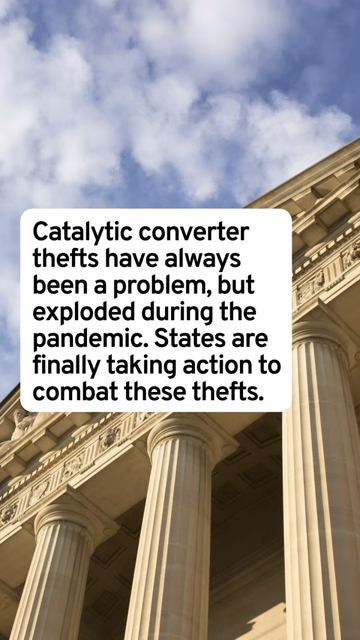 Catalytic converter
thefts have always
been a problem, but
exploded during the
pandemic. States are
finally taking action to
combat these thefts.